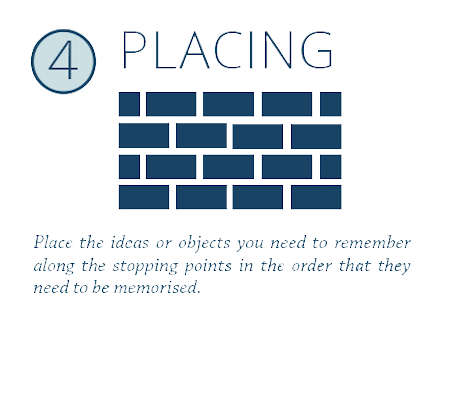 4 PLACING
Place the ideas or objects you need to remember
along the stopping points in the order that they
need to be memorised.